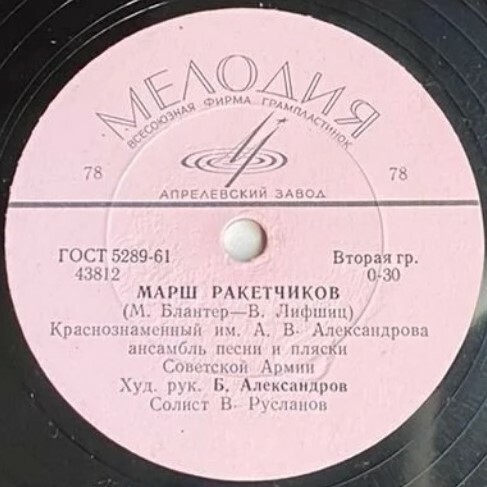 МЕЛОДИЯ
ВСЕСОЮЗНАЯ ФИРМА ГРАМПЛАСТИНОК
78 78
АПРЕЛЕВСКИЙ ЗАВОД
ГОСТ 5289-61 Вторая гр.
43812 0-30
МАРШ РАКЕТЧИКОВ
(М. Блантер—В. Лифшиц)
Краснознаменный им. А. В. Александрова
ансамбль песни и пляски
Советской Армии
Худ. рук. Б, Александров
Солист В. Русланов